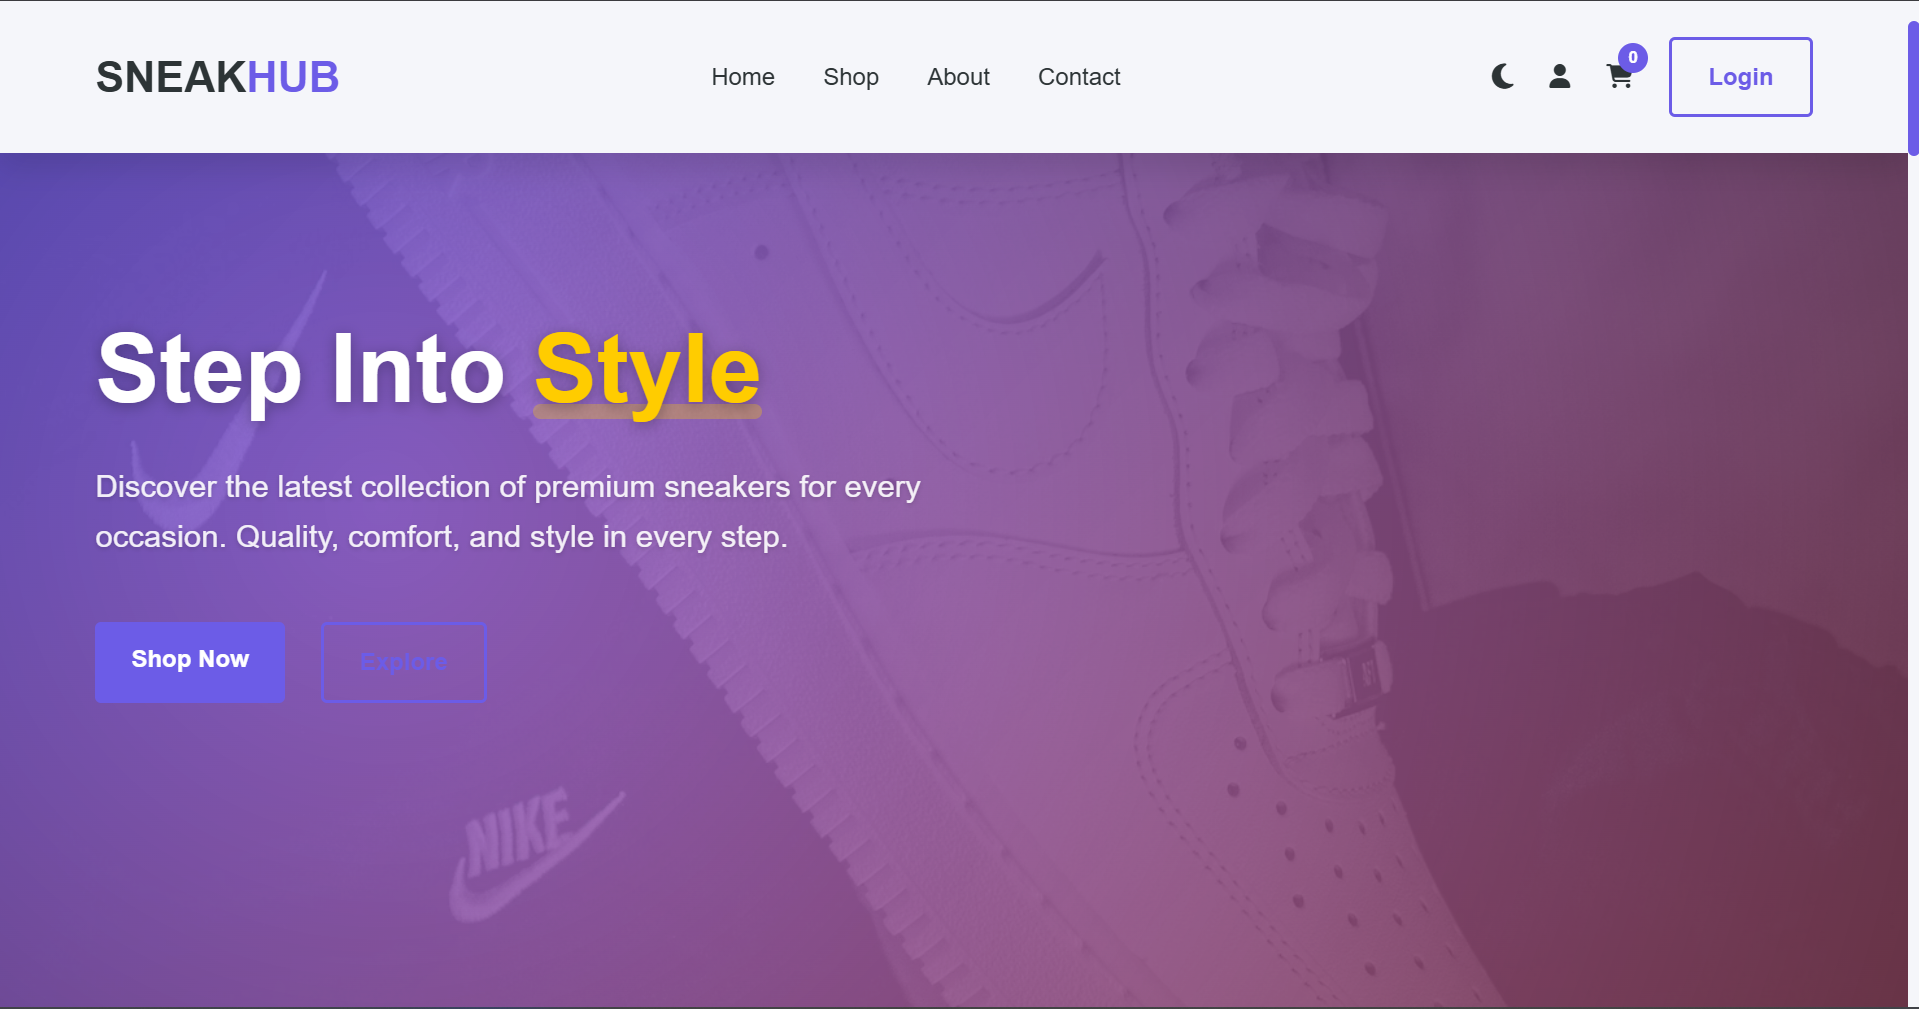 SNEAKHUB
Home Shop About Contact
0
Login
Step Into Style
Discover the latest collection of premium sneakers for every
occasion. Quality, comfort, and style in every step.
Shop Now
Explore
NIKE